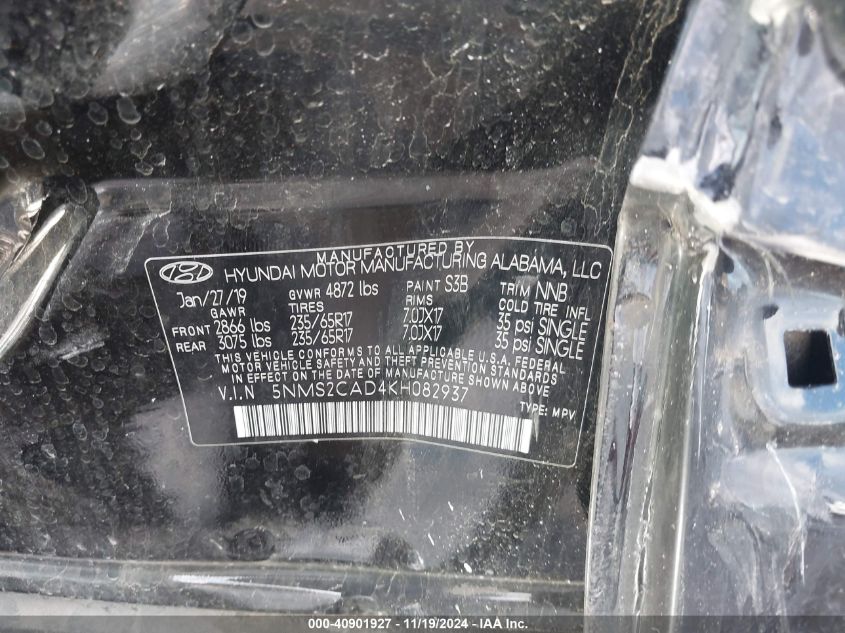 MANUFACTURED BY
HYUNDAI MOTOR MANUFACTURING ALABAMA, LLC
Jan/27/19 GVWR 4872 lbs PAINT S3B TRIM NNB
GAWR TIRES RIMS COLD TIRE INFL
FRONT 2866 lbs 235/65R17 7.0JX17 35 psi SINGLE
REAR 3075 lbs 235/65R17 7.0JX17 35 psi SINGLE
THIS VEHICLE CONFORMS TO ALL APPLICABLE U.S.A. FEDERAL
MOTOR VEHICLE SAFETY AND THEFT PREVENTION STANDARDS
IN EFFECT ON THE DATE OF MANUFACTURE SHOWN ABOVE
V.I.N 5NMS2CAD4KH082937
TYPE: MPV
000-40901927 - 11/19/2024 - IAAI.com